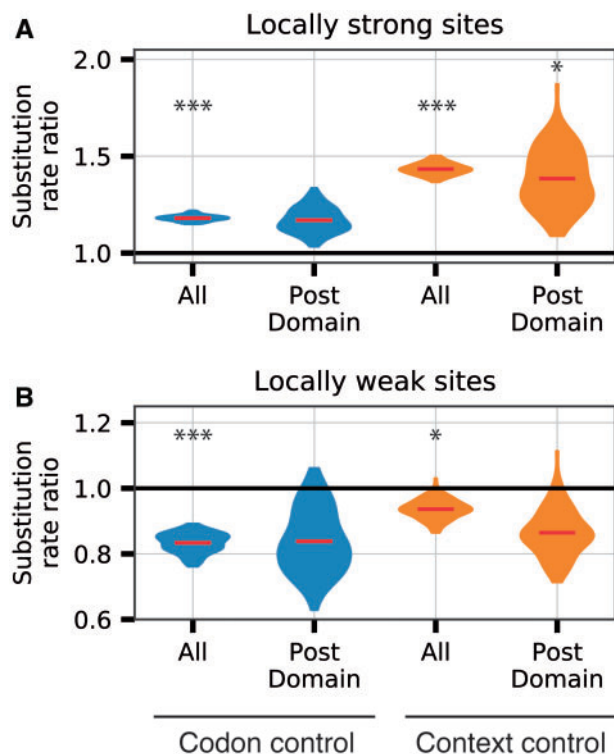 A
Locally strong sites
Substitution
rate ratio
2.0
1.5
1.0
***
***
*
All
Post
Domain
All
Post
Domain
B
Locally weak sites
Substitution
rate ratio
1.2
1.0
0.8
0.6
***
*
All
Post
Domain
All
Post
Domain
Codon control
Context control